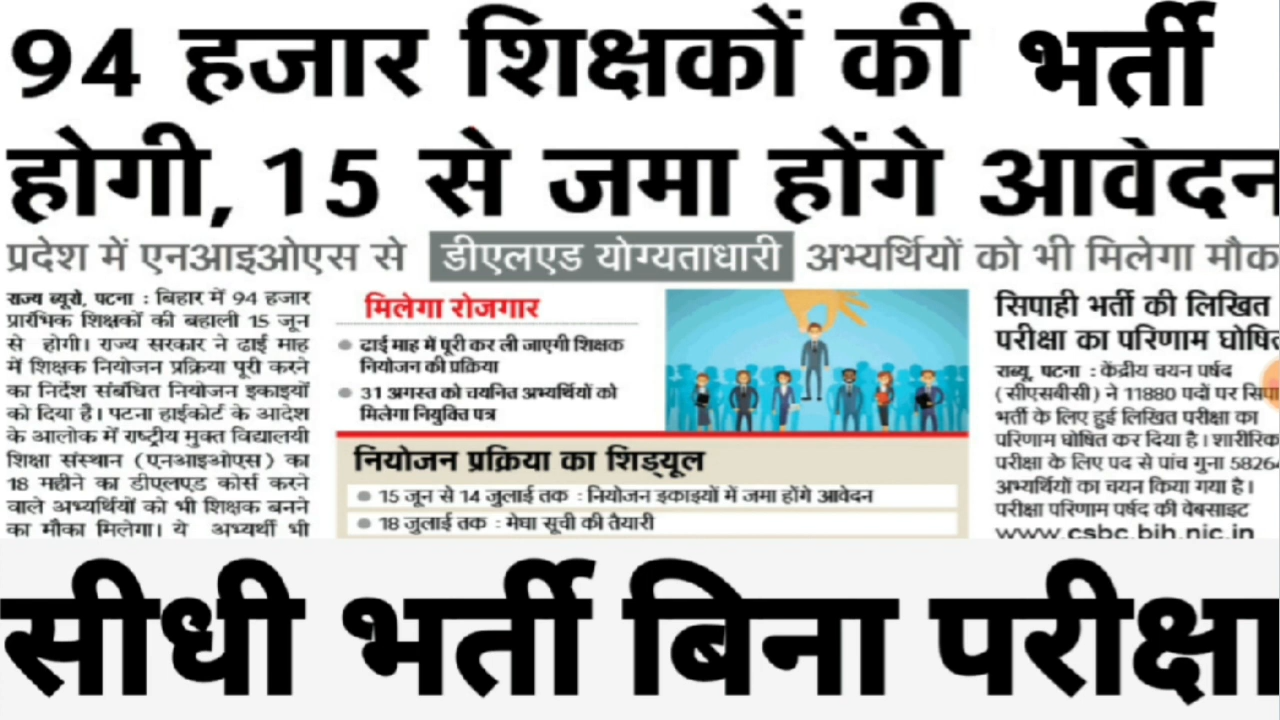 94 हजार शिक्षकों की भर्ती
होगी, 15 से जमा होंगे आवेदन
प्रदेश में एनआइओएस से डीएलएड योग्यताधारी अभ्यर्थियों को भी मिलेगा मौक
राज्य ब्यूरो, पटना : बिहार में 94 हजार
प्रारंभिक शिक्षकों की बहाली 15 जून
से होगी। राज्य सरकार ने ढाई माह
में शिक्षक नियोजन प्रक्रिया पूरी करने
का निर्देश संबंधित नियोजन इकाइयों
को दिया है। पटना हाईकोर्ट के आदेश
के आलोक में राष्ट्रीय मुक्त विद्यालयी
शिक्षा संस्थान (एनआइओएस) का
18 महीने का डीएलएड कोर्स करने
वाले अभ्यर्थियों को भी शिक्षक बनने
का मौका मिलेगा। ये अभ्यर्थी भी
मिलेगा रोजगार
ढाई माह में पूरी कर ली जाएगी शिक्षक
नियोजन की प्रक्रिया
31 अगस्त को चयनित अभ्यर्थियों को
मिलेगा नियुक्ति पत्र
नियोजन प्रक्रिया का शिड्यूल
15 जून से 14 जुलाई तक : नियोजन इकाइयों में जमा होंगे आवेदन
18 जुलाई तक : मेधा सूची की तैयारी
सिपाही भर्ती की लिखित
परीक्षा का परिणाम घोषित
राब्यू, पटना : केंद्रीय चयन पर्षद
(सीएसबीसी) ने 11880 पदों पर सिपा
भर्ती के लिए हुई लिखित परीक्षा का
परिणाम घोषित कर दिया है। शारीरिक
परीक्षा के लिए पद से पांच गुना 58264
अभ्यर्थियों का चयन किया गया है।
परीक्षा परिणाम पर्षद की वेबसाइट
www.csbc.bih.nic.in
सीधी भर्ती बिना परीक्षा